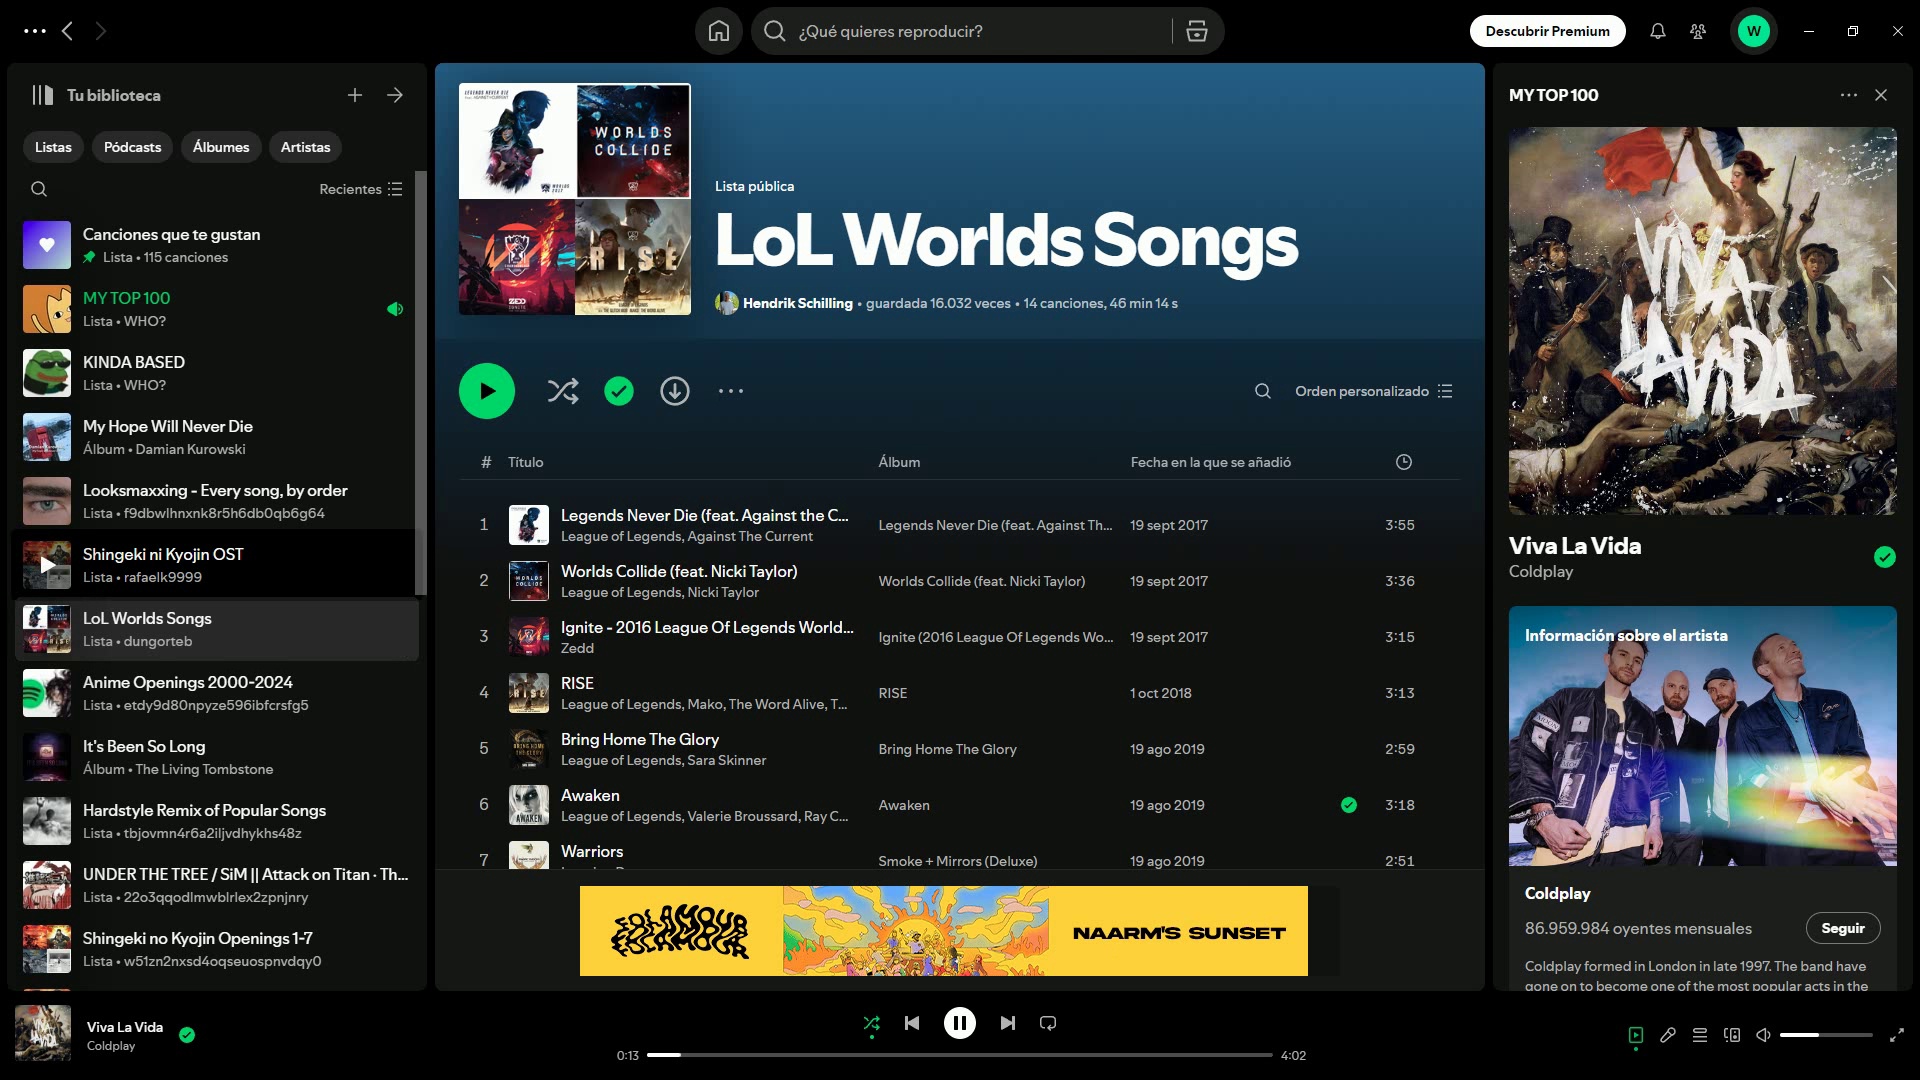 ¿Qué quieres reproducir?
Descubrir Premium
W
Tu biblioteca
Listas
Pódcasts
Álbumes
Artistas
Recientes
Canciones que te gustan
Lista • 115 canciones
MY TOP 100
Lista • WHO?
KINDA BASED
Lista • WHO?
My Hope Will Never Die
Álbum • Damian Kurowski
Looksmaxxing - Every song, by order
Lista • f9dbwlhnxnk8r5h6db0qb6g64
Shingeki ni Kyojin OST
Lista • rafaelk9999
LoL Worlds Songs
Lista • dungorteb
Anime Openings 2000-2024
Lista • etdy9d80npyze596ibfcrsfg5
It's Been So Long
Álbum • The Living Tombstone
Hardstyle Remix of Popular Songs
Lista • tbjovmn4r6a2iljvdhykhs48z
UNDER THE TREE / SiM || Attack on Titan · Th...
Lista • 22o3qqodlmwblrlex2zpnjnry
Shingeki no Kyojin Openings 1-7
Lista • w51zn2nxsd4oqseuospnvdqy0
LEGENDS NEVER DIE
WORLDS
COLLIDE
ZEDD
RISE
Lista pública
LoL Worlds Songs
Hendrik Schilling • guardada 16.032 veces • 14 canciones, 46 min 14 s
Orden personalizado
# Título Álbum Fecha en la que se añadió
1 Legends Never Die (feat. Against the C... Legends Never Die (feat. Against Th... 19 sept 2017 3:55
League of Legends, Against The Current
2 Worlds Collide (feat. Nicki Taylor) Worlds Collide (feat. Nicki Taylor) 19 sept 2017 3:36
League of Legends, Nicki Taylor
3 Ignite - 2016 League Of Legends World... Ignite (2016 League Of Legends Wo... 19 sept 2017 3:15
Zedd
4 RISE RISE 1 oct 2018 3:13
League of Legends, Mako, The Word Alive, T...
5 Bring Home The Glory Bring Home The Glory 19 ago 2019 2:59
League of Legends, Sara Skinner
6 Awaken Awaken 19 ago 2019 3:18
League of Legends, Valerie Broussard, Ray C...
7 Warriors Smoke + Mirrors (Deluxe) 19 ago 2019 2:51
NAARM'S SUNSET
MY TOP 100
VIVA
LA VIDA
Viva La Vida
Coldplay
Información sobre el artista
Coldplay
86.959.984 oyentes mensuales
Seguir
Coldplay formed in London in late 1997. The band have
gone on to become one of the most popular acts in the
Viva La Vida
Coldplay
0:13
4:02